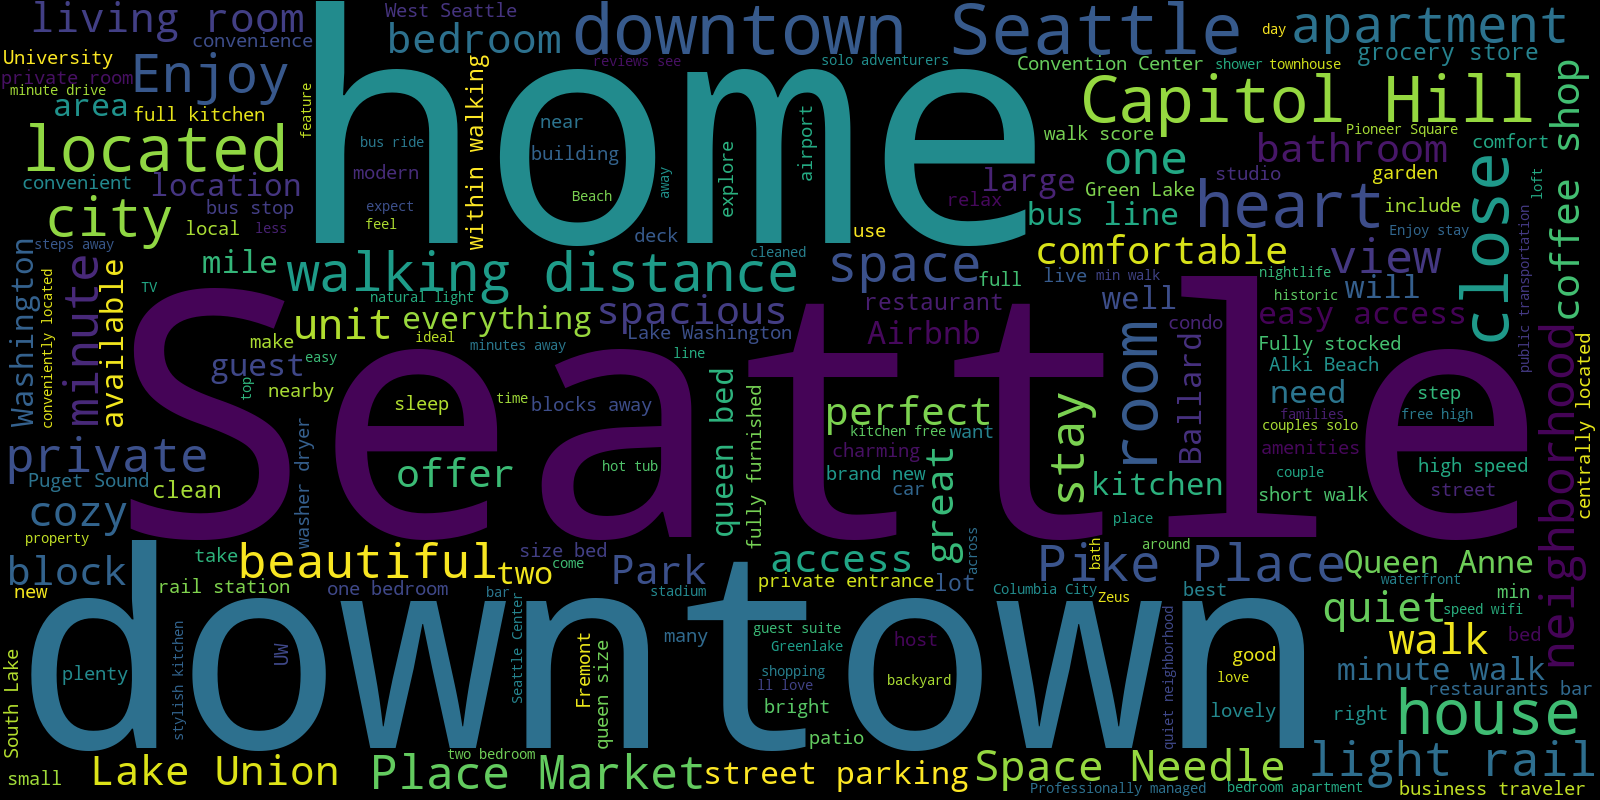 living room
West Seattle
convenience
bedroom
downtown Seattle
day
apartment
University
private room
minute drive
Enjoy
reviews see
solo adventurers
Convention Center
shower
townhouse
grocery store
area
full kitchen
feature
home
within walking
Capitol Hill
coffee shop
located
bus ride
near
building
airport
walk score
Pioneer Square
comfort
convenient
location
modern
Beach
away
explore
large
one
Green Lake
studio
bathroom
garden
loft
city
bus stop
local
less
expect
feel
deck
cleaned
use
relax
bus line
heart
include
Enjoy stay
close
steps away
Washington
conveniently located
minute
available
mile
TV
walking distance
natural light
space
full
comfortable
live
min walk
well
nightlife
historic
view
will
public transportation
unit
everything
spacious
Lake Washington
restaurant
Airbnb
condo
easy access
make
ideal
minutes away
line
guest
easy
top
nearby
Seattle
sleep
time
blocks away
queen bed
fully furnished
perfect
kitchen free
want
charming
brand new
car
great
stay
room
Ballard
Fully stocked
Alki Beach
need
step
families
free high
couples solo
amenities
couple
high speed
short walk
street
neighborhood
centrally located
private
Puget Sound
clean
washer dryer
offer
hot tub
kitchen
place
cozy
property
block
new
take
rail station
beautiful
two
size bed
come
one bedroom
bar
Park
stadium
access
private entrance
lot
across
Columbia City
Pike Place
bath
around
Zeus
best
Queen Anne
waterfront
min
speed wifi
quiet
bed
downtown
plenty
stylish kitchen
UW
Seattle Center
Fremont
queen size
many
guest suite
Greenlake
shopping
ll love
bright
patio
host
backyard
quiet neighborhood
good
love
lovely
walk
minute walk
restaurants bar
right
house
South Lake
small
Lake Union
two bedroom
Place Market
street parking
Space Needle
Professionally managed
bedroom apartment
light rail
business traveler